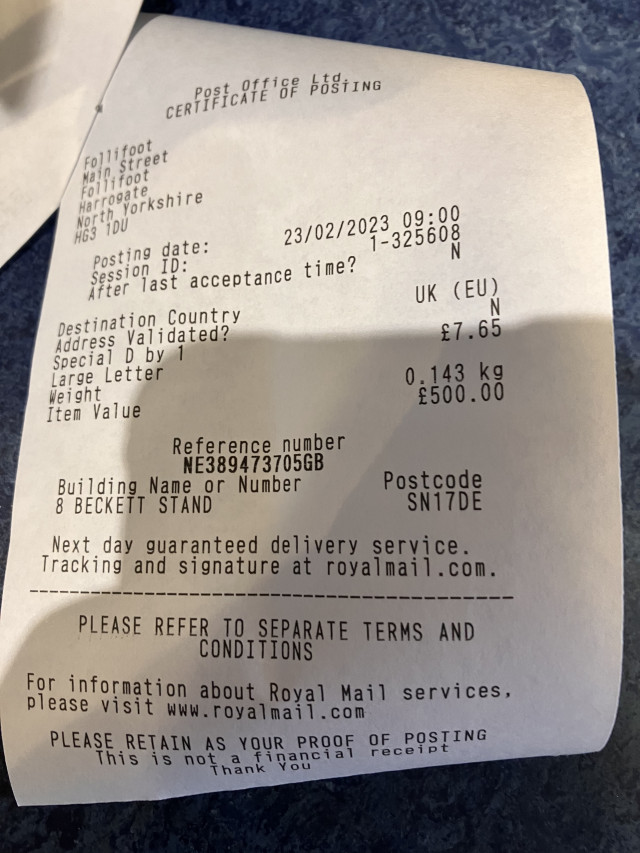 Post Office Ltd.
CERTIFICATE OF POSTING
Follifoot
Main Street
Follifoot
Harrogate
North Yorkshire
HG3 1DU
Posting date: 23/02/2023 09:00
Session ID: 1-325608
After last acceptance time? N
Destination Country UK (EU)
Address Validated? N
Special D by 1 £7.65
Large Letter
Weight 0.143 kg
Item Value £500.00
Reference number
NE389473705GB
Building Name or Number Postcode
8 BECKETT STAND SN17DE
Next day guaranteed delivery service.
Tracking and signature at royalmail.com.
PLEASE REFER TO SEPARATE TERMS AND
CONDITIONS
For information about Royal Mail services,
please visit www.royalmail.com
PLEASE RETAIN AS YOUR PROOF OF POSTING
This is not a financial receipt
Thank You